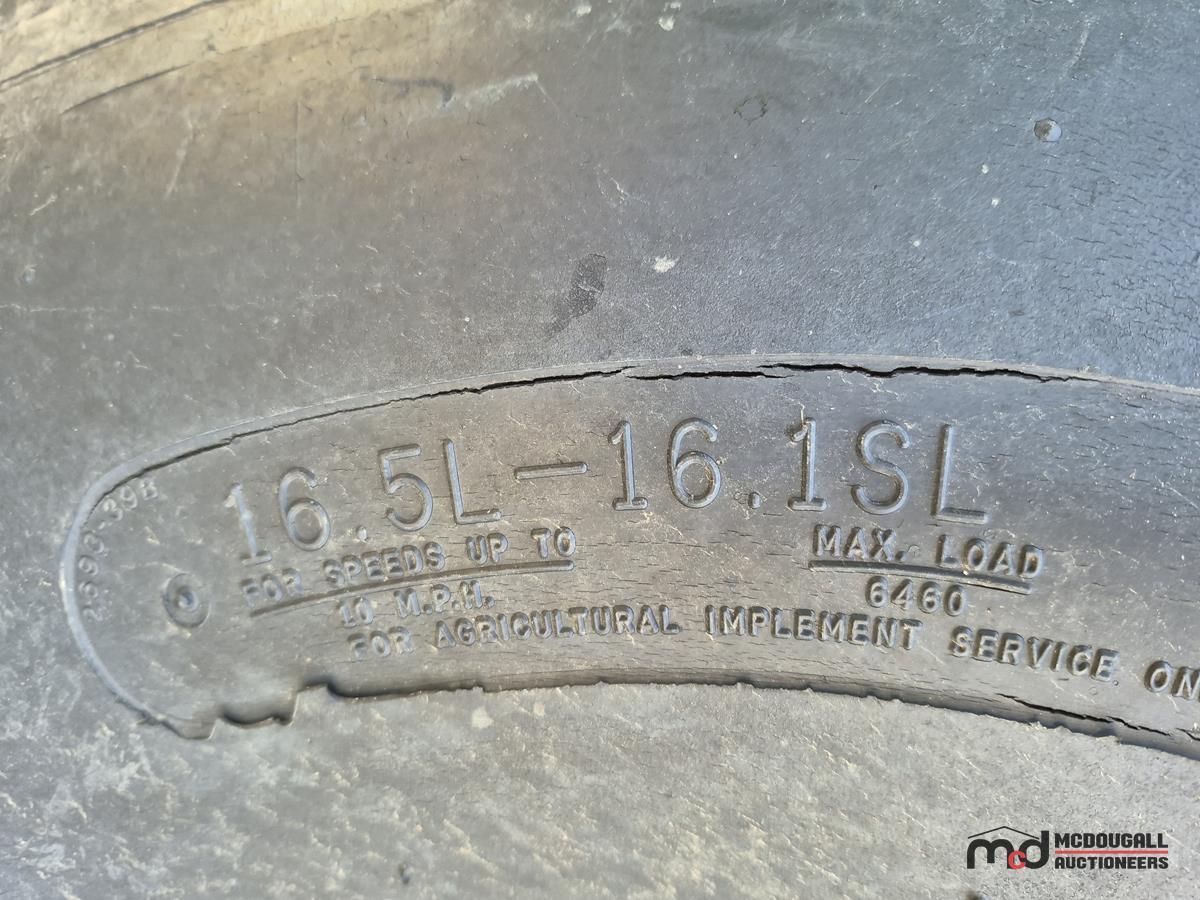 16.5L-16.1SL
FOR SPEEDS UP TO
10 M.P.H.
MAX. LOAD
6460
FOR AGRICULTURAL IMPLEMENT SERVICE ON
mcd MCDOUGALL
AUCTIONEERS